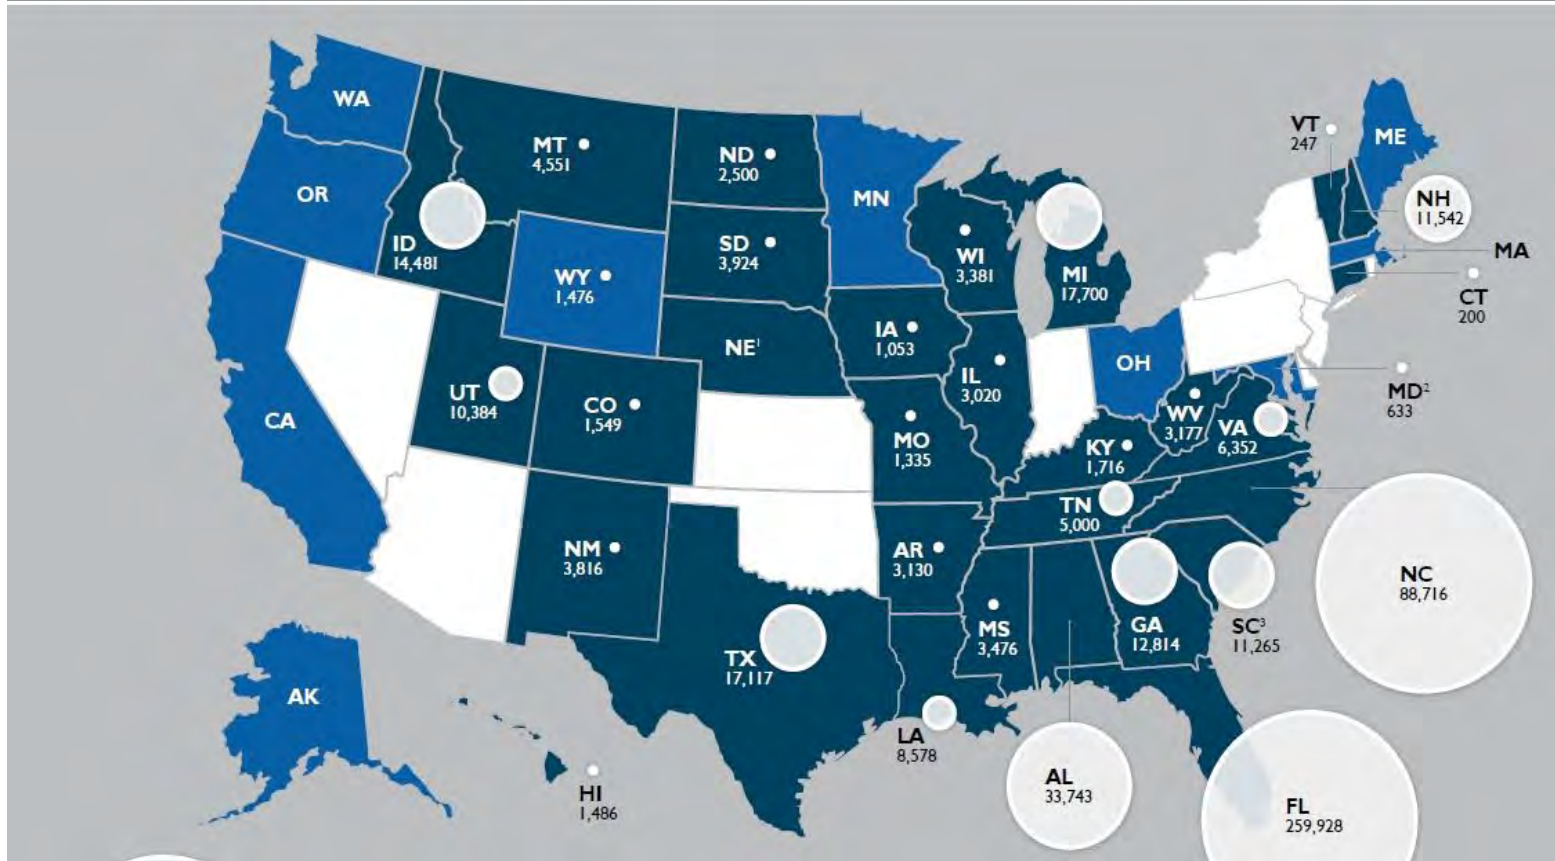 WA
OR
CA
AK
MT
4,551
ID
14,481
WY
1,476
UT
10,384
CO
1,549
NM
3,816
ND
2,500
SD
3,924
NE¹
TX
17,117
HI
1,486
MN
IA
1,053
MO
1,335
AR
3,130
LA
8,578
WI
3,381
IL
3,020
MS
3,476
MI
17,700
OH
KY
1,716
TN
5,000
AL
33,743
GA
12,814
WV
3,177
VA
6,352
SC³
11,265
NC
88,716
FL
259,928
VT
247
ME
NH
11,542
MA
CT
200
MD²
633